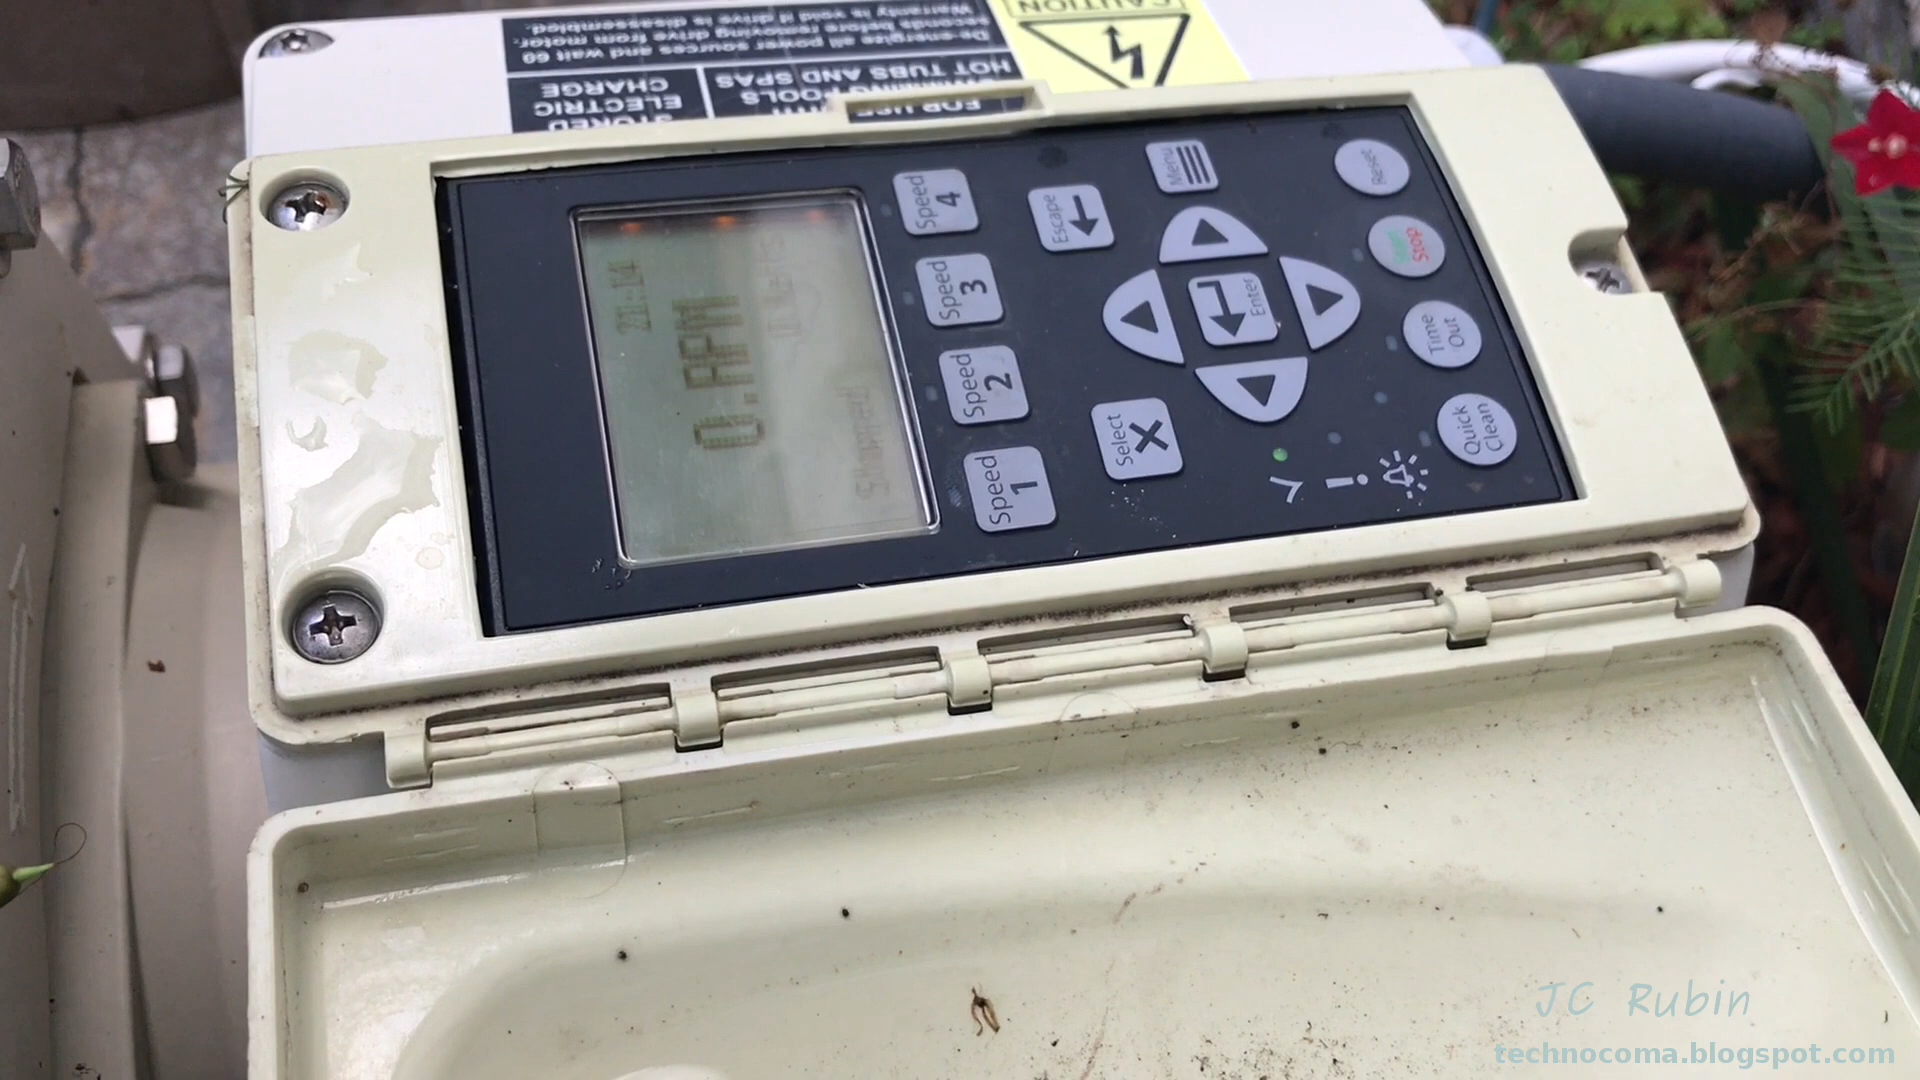 CAUTION
STORED
ELECTRIC
CHARGE
De-energize all power sources and wait 60
seconds before removing drive from motor.
Warranty is void if drive is disassembled.
FOR USE
POOLS
HOT TUBS AND SPAS
0.RPM
Stopped
Speed
1
Speed
2
Speed
3
Speed
4
Select
Escape
Menu
Enter
Quick
Clean
Time
Out
Start
Stop
Reset
JC Rubin
technocoma.blogspot.com